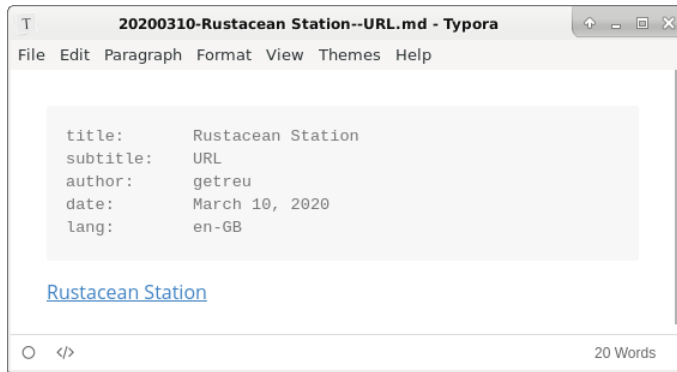 T 20200310-Rustacean Station--URL.md - Typora
File Edit Paragraph Format View Themes Help
title: Rustacean Station
subtitle: URL
author: getreu
date: March 10, 2020
lang: en-GB
Rustacean Station
</> 20 Words